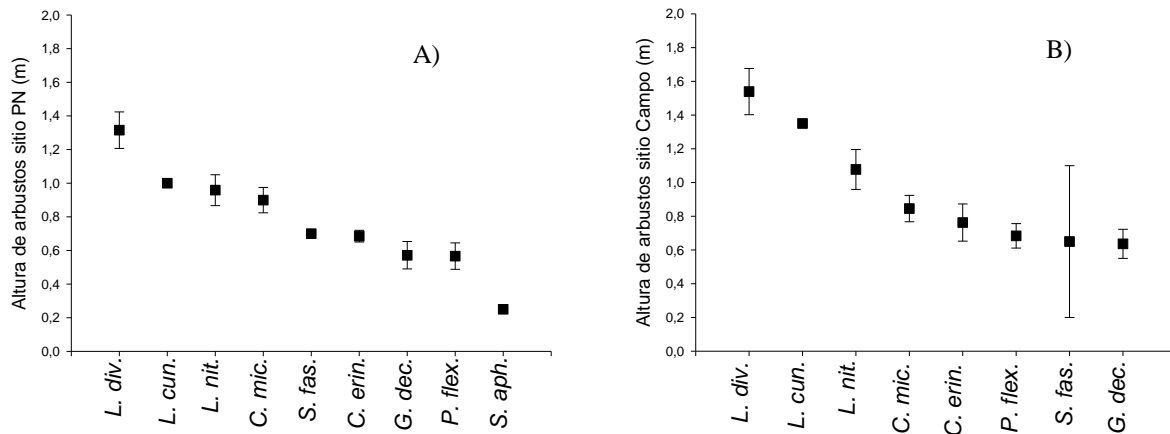 A)
Altura de arbustos sitio PN (m)
2,0
1,8
1,6
1,4
1,2
1,0
0,8
0,6
0,4
0,2
0,0
L. div.
L. cun.
L. nit.
C. mic.
S. fas.
C. erin.
G. dec.
P. flex.
S. aph.
B)
Altura de arbustos sitio Campo (m)
2,0
1,8
1,6
1,4
1,2
1,0
0,8
0,6
0,4
0,2
0,0
L. div.
L. cun.
L. nit.
C. mic.
C. erin.
P. flex.
S. fas.
G. dec.